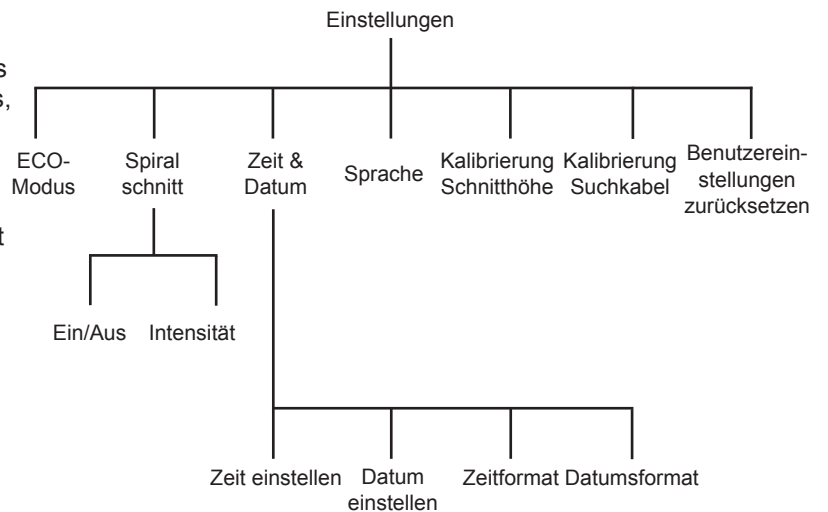 Einstellungen
s
s,
ECO-
Modus
Spiral
schnitt
Zeit &
Datum
Sprache
Kalibrierung
Schnitthöhe
Kalibrierung
Suchkabel
Benutzerein-
stellungen
zurücksetzen
t
Ein/Aus
Intensität
Zeit einstellen
Datum
einstellen
Zeitformat
Datumsformat